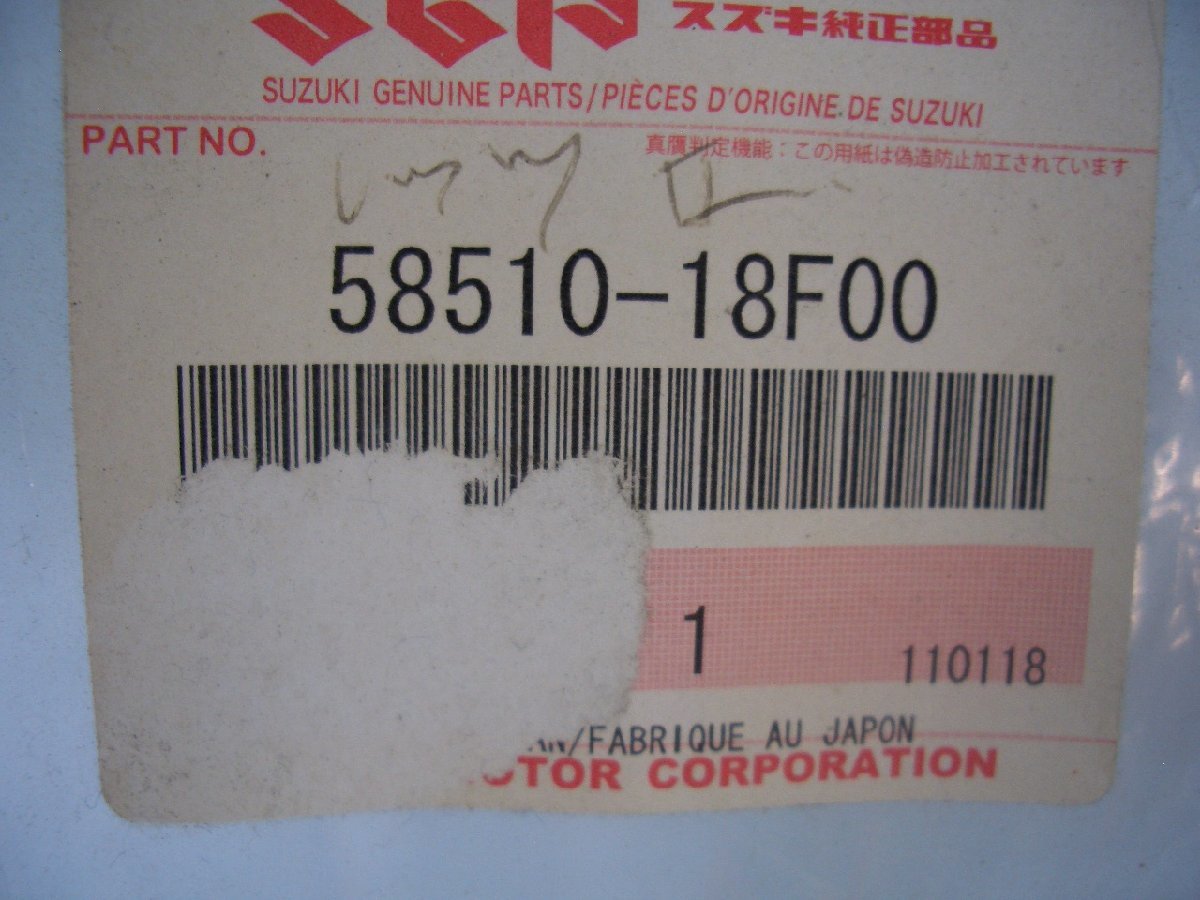 SGP スズキ純正部品
SUZUKI GENUINE PARTS/PIÈCES D'ORIGINE DE SUZUKI
PART NO.
真贋判定機能：この用紙は偽造防止加工されています
58510-18F00
1
110118
/FABRIQUE AU JAPON
MOTOR CORPORATION